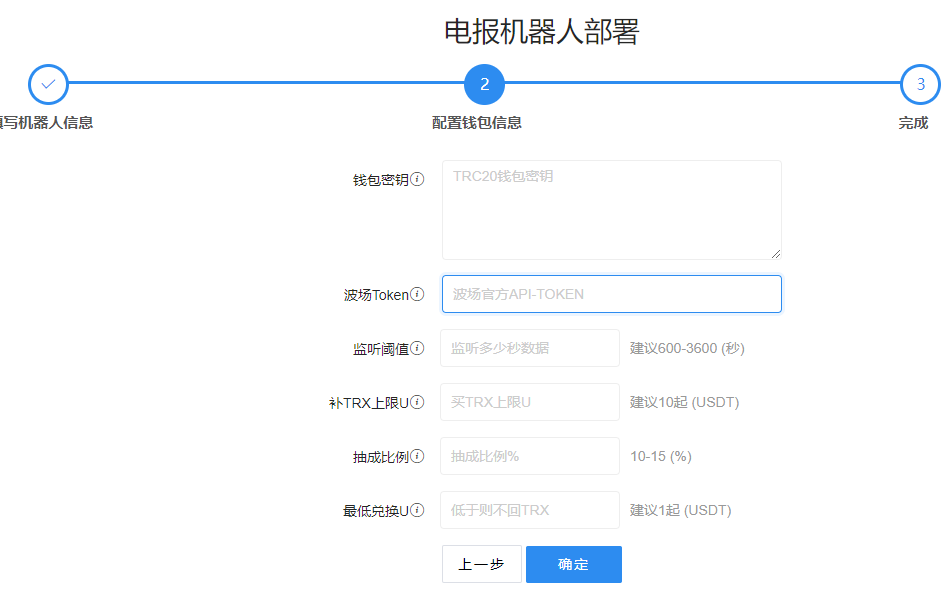 电报机器人部署
2
3
填写机器人信息
配置钱包信息
完成
钱包密钥
TRC20钱包密钥
波场Token
波场官方API-TOKEN
监听阈值 监听多少秒数据 建议600-3600 (秒)
补TRX上限U 买TRX上限U 建议10起 (USDT)
抽成比例 抽成比例% 10-15 (%)
最低兑换U 低于则不回TRX 建议1起 (USDT)
上一步 确定